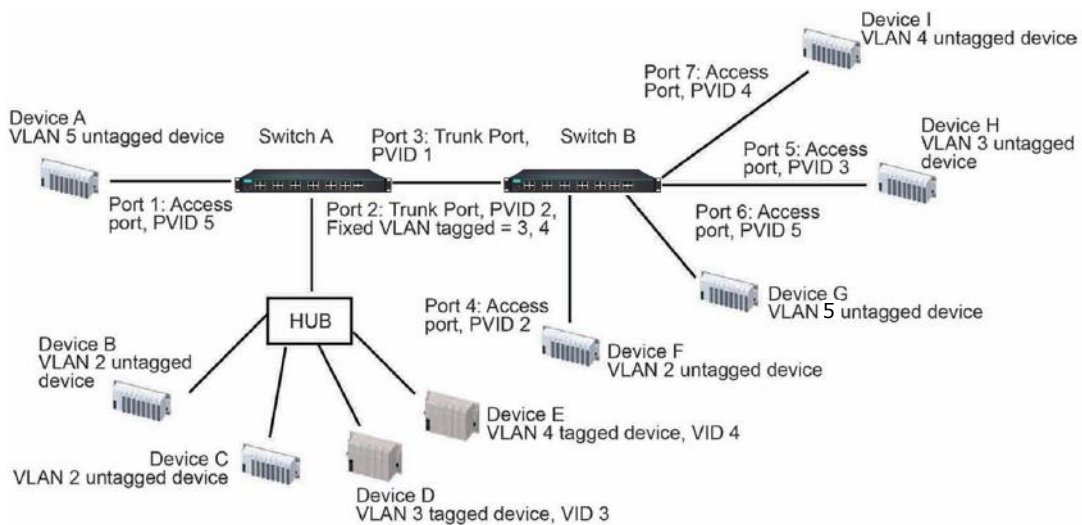 Device I
VLAN 4 untagged device
Port 7: Access
Port, PVID 4
Device A
VLAN 5 untagged device
Switch A
Port 3: Trunk Port,
PVID 1
Switch B
Device H
VLAN 3 untagged
device
Port 5: Access
port, PVID 3
Port 1: Access
port, PVID 5
Port 2: Trunk Port, PVID 2,
Fixed VLAN tagged = 3, 4
Port 6: Access
port, PVID 5
HUB
Port 4: Access
port, PVID 2
Device G
VLAN 5 untagged device
Device B
VLAN 2 untagged
device
Device F
VLAN 2 untagged device
Device E
VLAN 4 tagged device, VID 4
Device C
VLAN 2 untagged device
Device D
VLAN 3 tagged device, VID 3